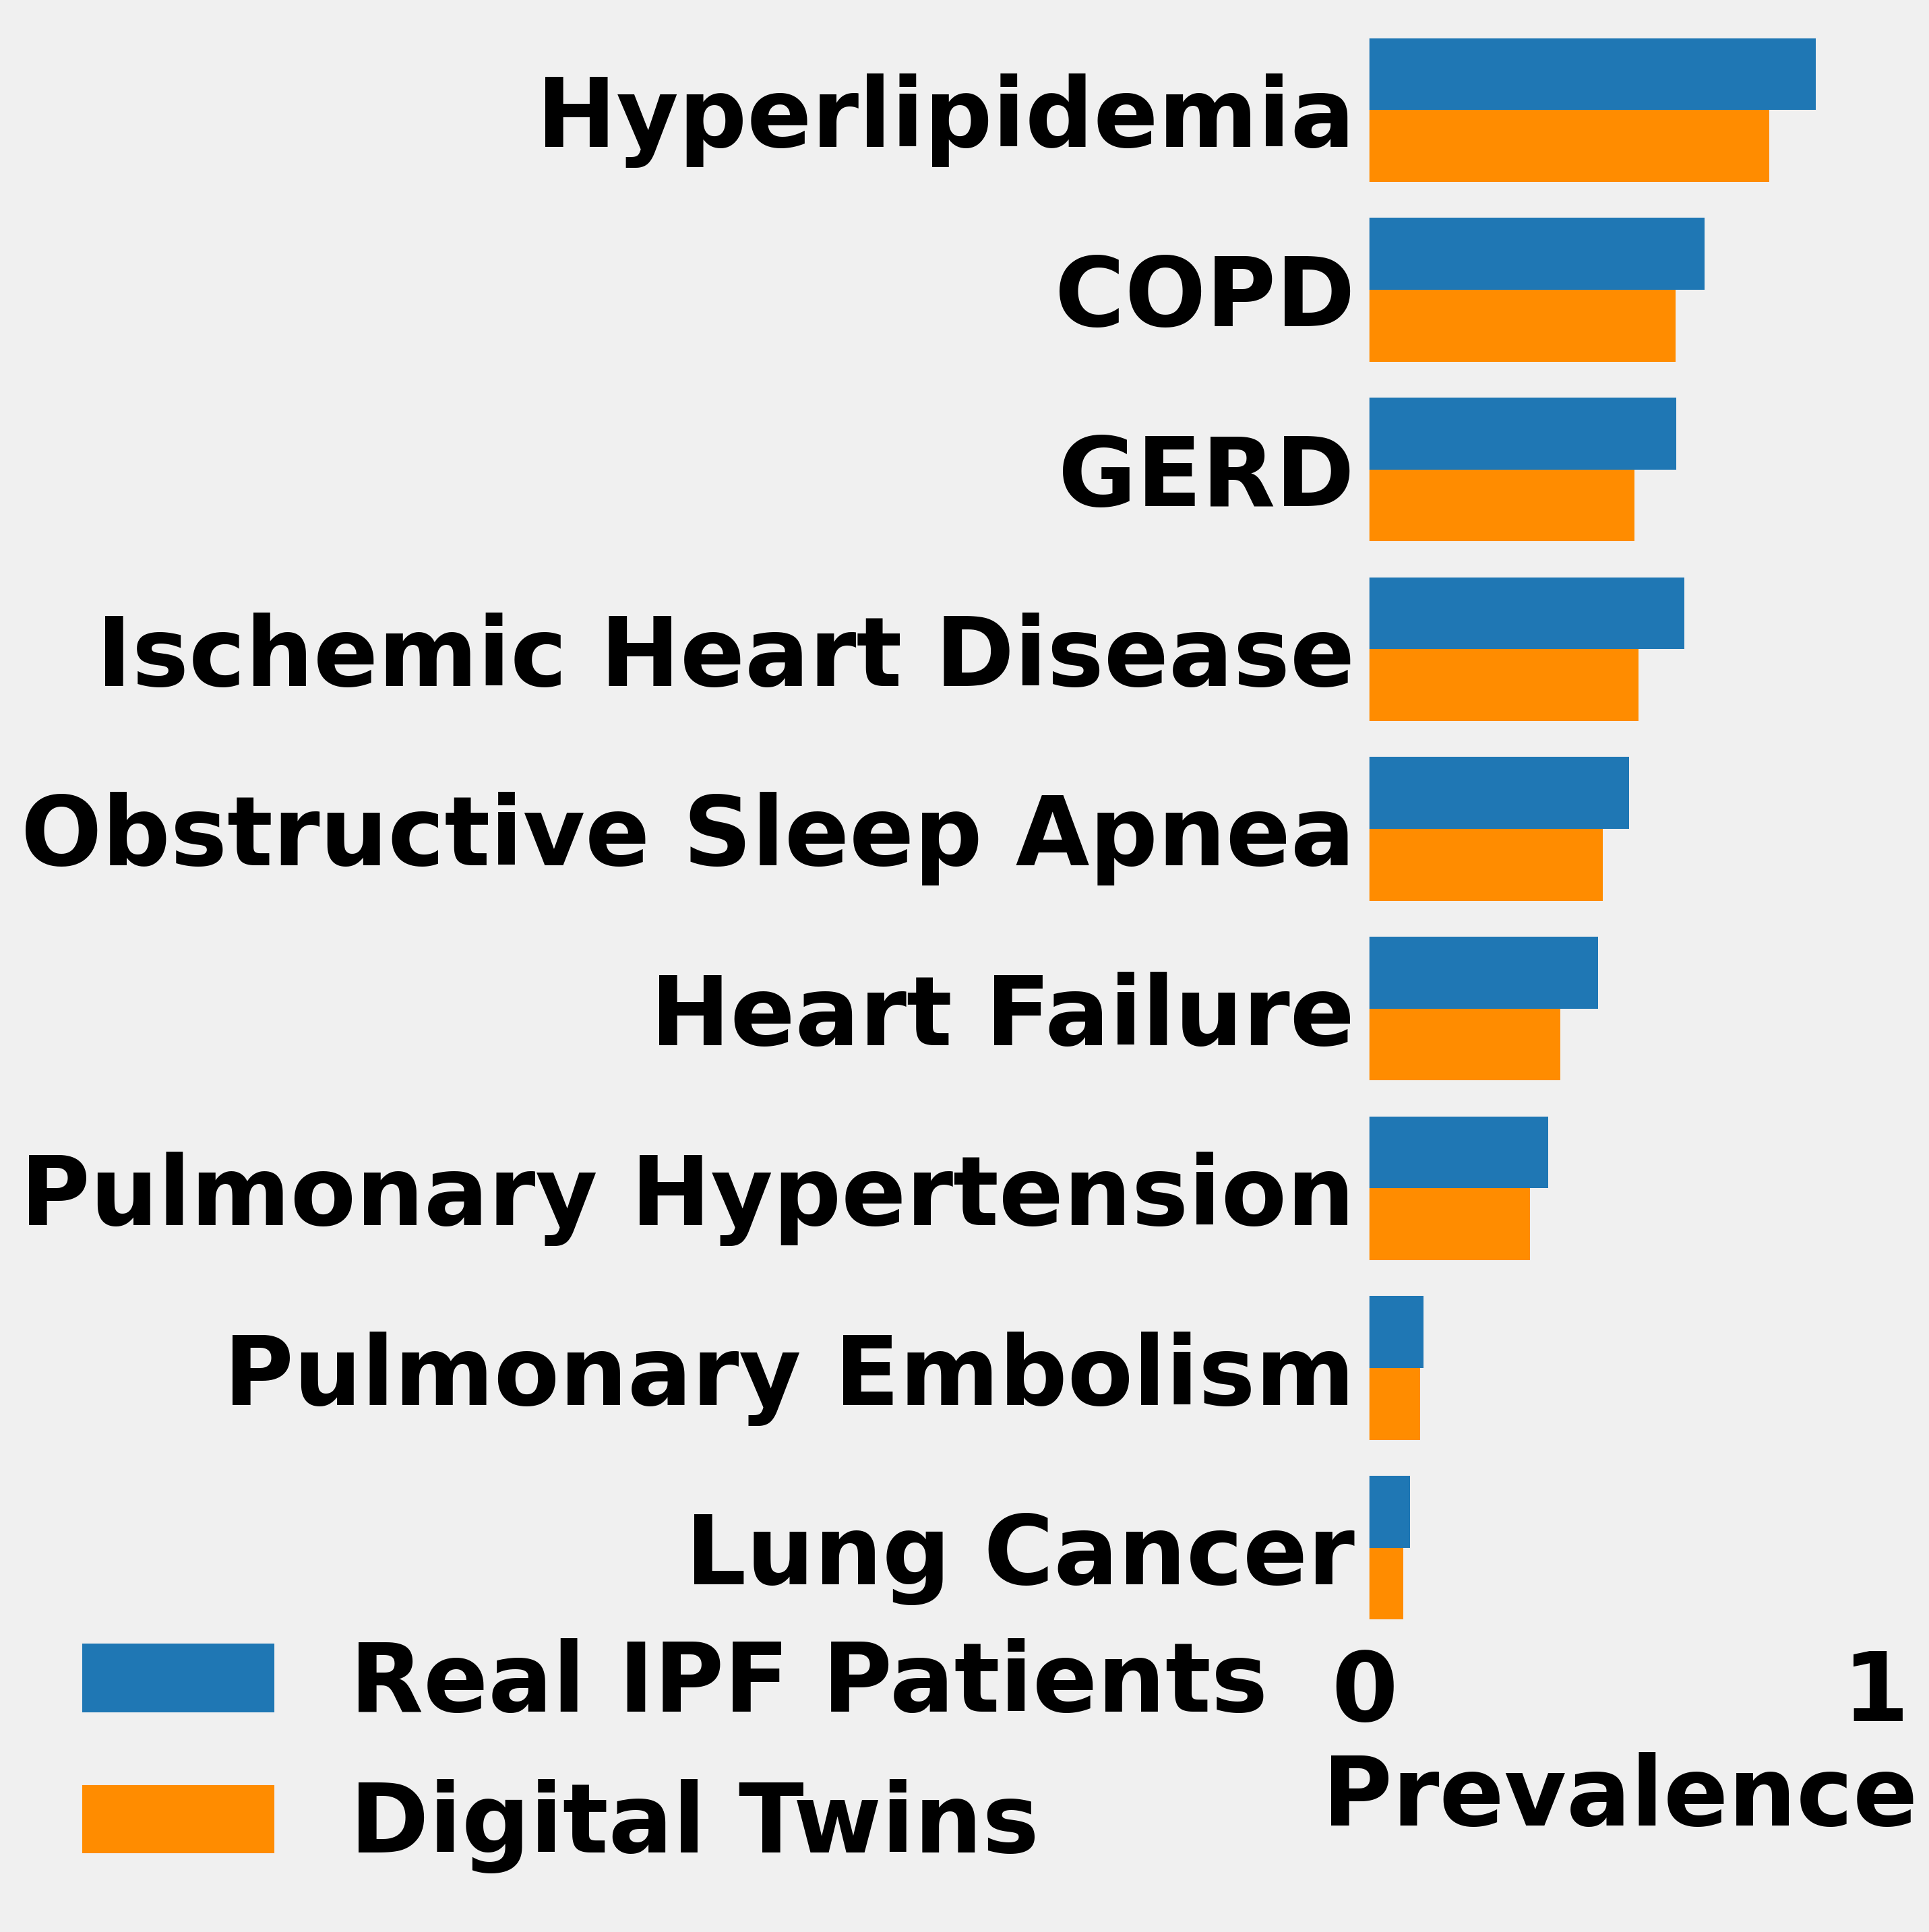 Hyperlipidemia
COPD
GERD
Ischemic Heart Disease
Obstructive Sleep Apnea
Heart Failure
Pulmonary Hypertension
Pulmonary Embolism
Lung Cancer
Real IPF Patients
Digital Twins
0 1
Prevalence